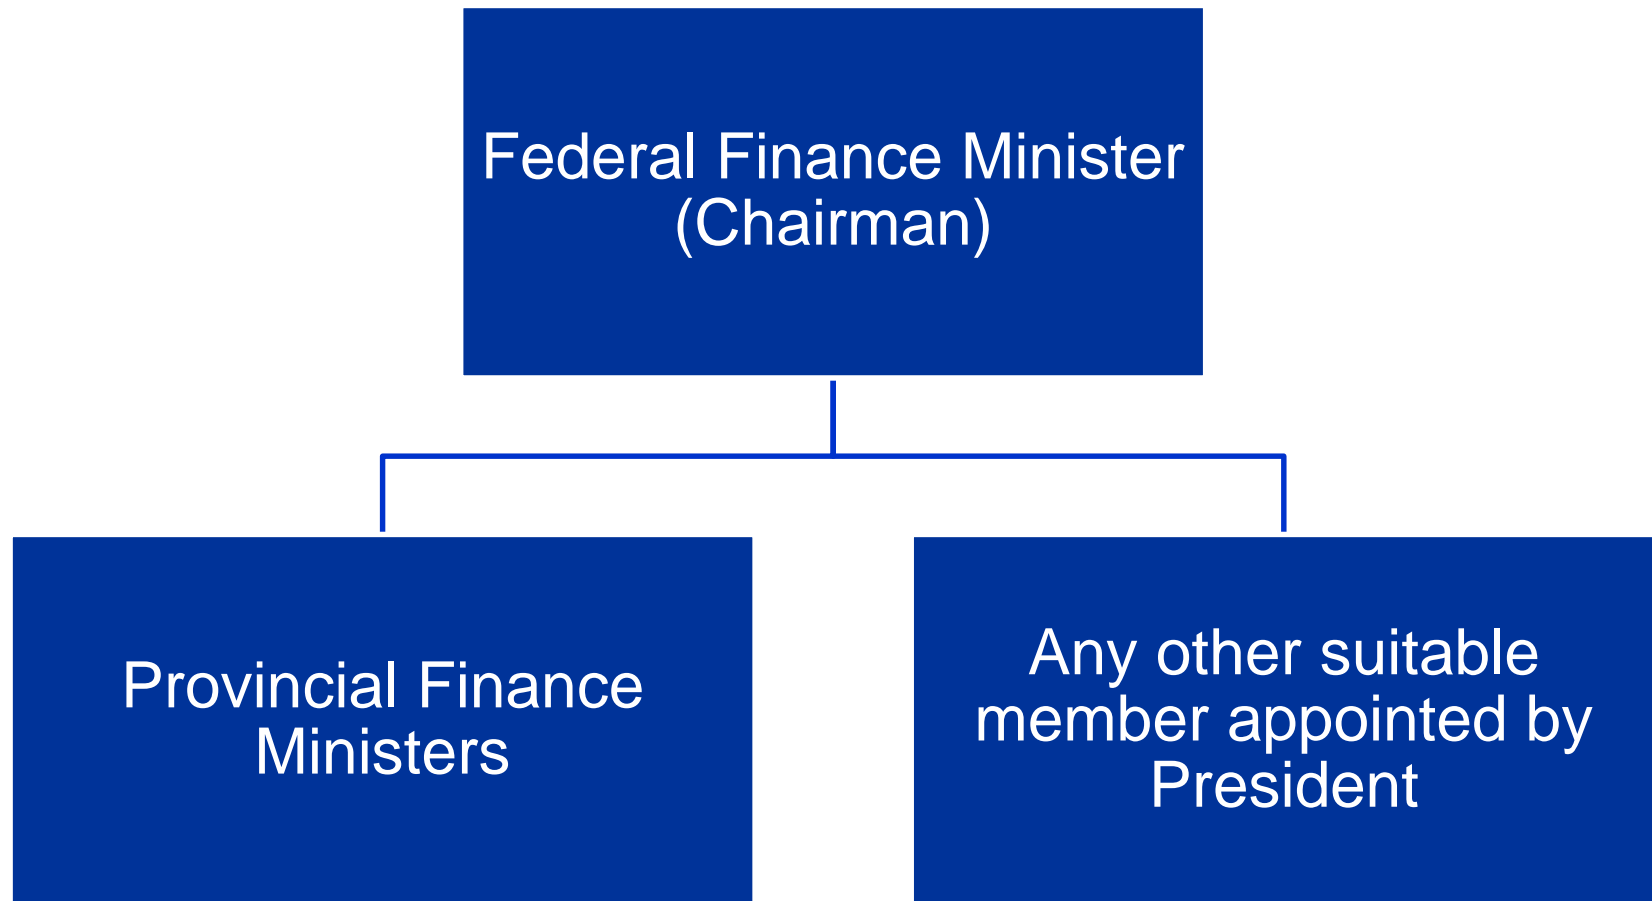 Federal Finance Minister
(Chairman)
Provincial Finance
Ministers
Any other suitable
member appointed by
President